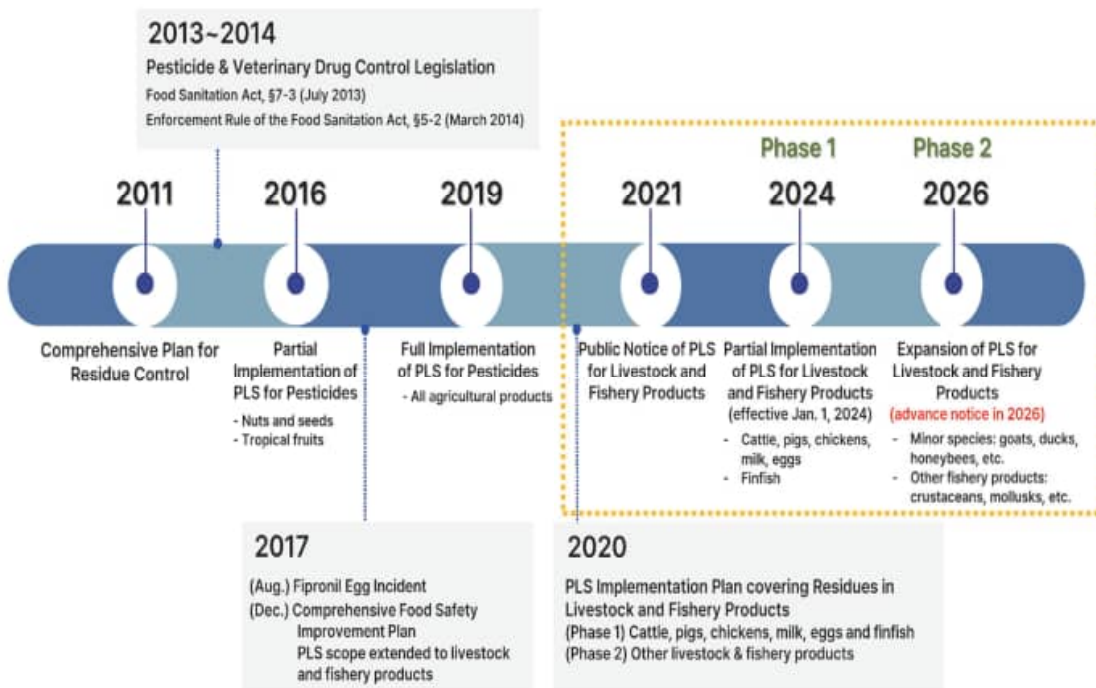 2013~2014
Pesticide & Veterinary Drug Control Legislation
Food Sanitation Act, §7-3 (July 2013)
Enforcement Rule of the Food Sanitation Act, §5-2 (March 2014)
Phase 1
Phase 2
2011
2016
2019
2021
2024
2026
Comprehensive Plan for
Residue Control
Partial
Implementation of
PLS for Pesticides
- Nuts and seeds
- Tropical fruits
Full Implementation
of PLS for Pesticides
- All agricultural products
Public Notice of PLS
for Livestock and
Fishery Products
Partial Implementation
of PLS for Livestock
and Fishery Products
(effective Jan. 1, 2024)
- Cattle, pigs, chickens,
milk, eggs
- Finfish
Expansion of PLS for
Livestock and Fishery
Products
(advance notice in 2026)
- Minor species: goats, ducks,
honeybees, etc.
- Other fishery products:
crustaceans, mollusks, etc.
2017
(Aug.) Fipronil Egg Incident
(Dec.) Comprehensive Food Safety
Improvement Plan
PLS scope extended to livestock
and fishery products
2020
PLS Implementation Plan covering Residues in
Livestock and Fishery Products
(Phase 1) Cattle, pigs, chickens, milk, eggs and finfish
(Phase 2) Other livestock & fishery products